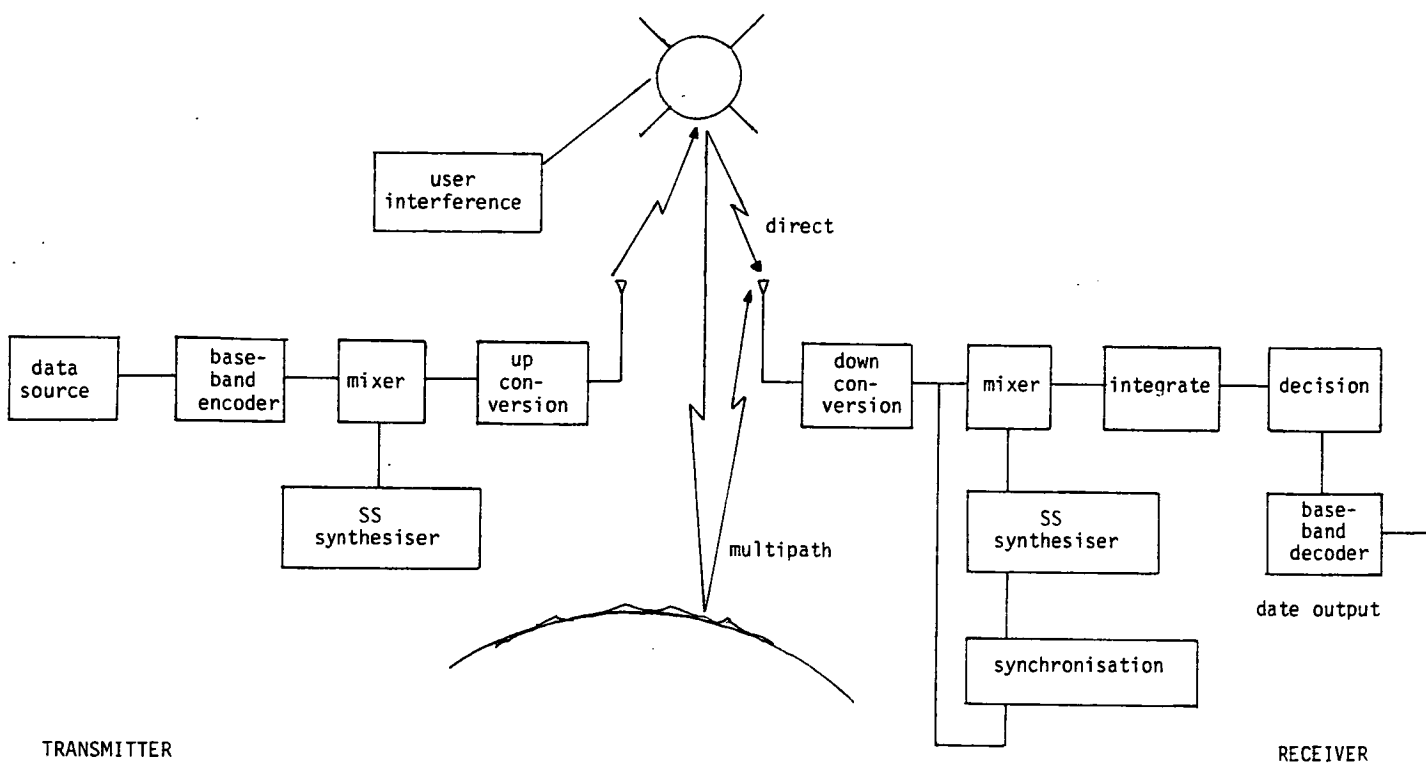 user
interference
direct
data
source
base-
band
encoder
mixer
up
con-
version
down
con-
version
mixer
integrate
decision
SS
synthesiser
SS
synthesiser
base-
band
decoder
multipath
date output
synchronisation
TRANSMITTER
RECEIVER